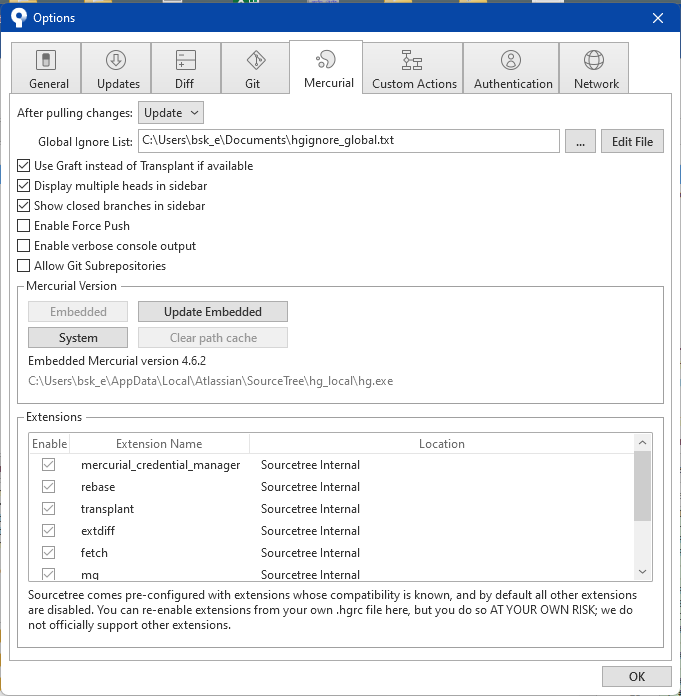 Options
General
Updates
Diff
Git
Mercurial
Custom Actions
Authentication
Network
After pulling changes: Update
Global Ignore List: C:\Users\bsk_e\Documents\hgignore_global.txt ... Edit File
Use Graft instead of Transplant if available
Display multiple heads in sidebar
Show closed branches in sidebar
Enable Force Push
Enable verbose console output
Allow Git Subrepositories
Mercurial Version
Embedded Update Embedded
System Clear path cache
Embedded Mercurial version 4.6.2
C:\Users\bsk_e\AppData\Local\Atlassian\SourceTree\hg_local\hg.exe
Extensions
Enable Extension Name Location
mercurial_credential_manager Sourcetree Internal
rebase Sourcetree Internal
transplant Sourcetree Internal
extdiff Sourcetree Internal
fetch Sourcetree Internal
mq Sourcetree Internal
Sourcetree comes pre-configured with extensions whose compatibility is known, and by default all other extensions
are disabled. You can re-enable extensions from your own .hgrc file here, but you do so AT YOUR OWN RISK; we do
not officially support other extensions.
OK